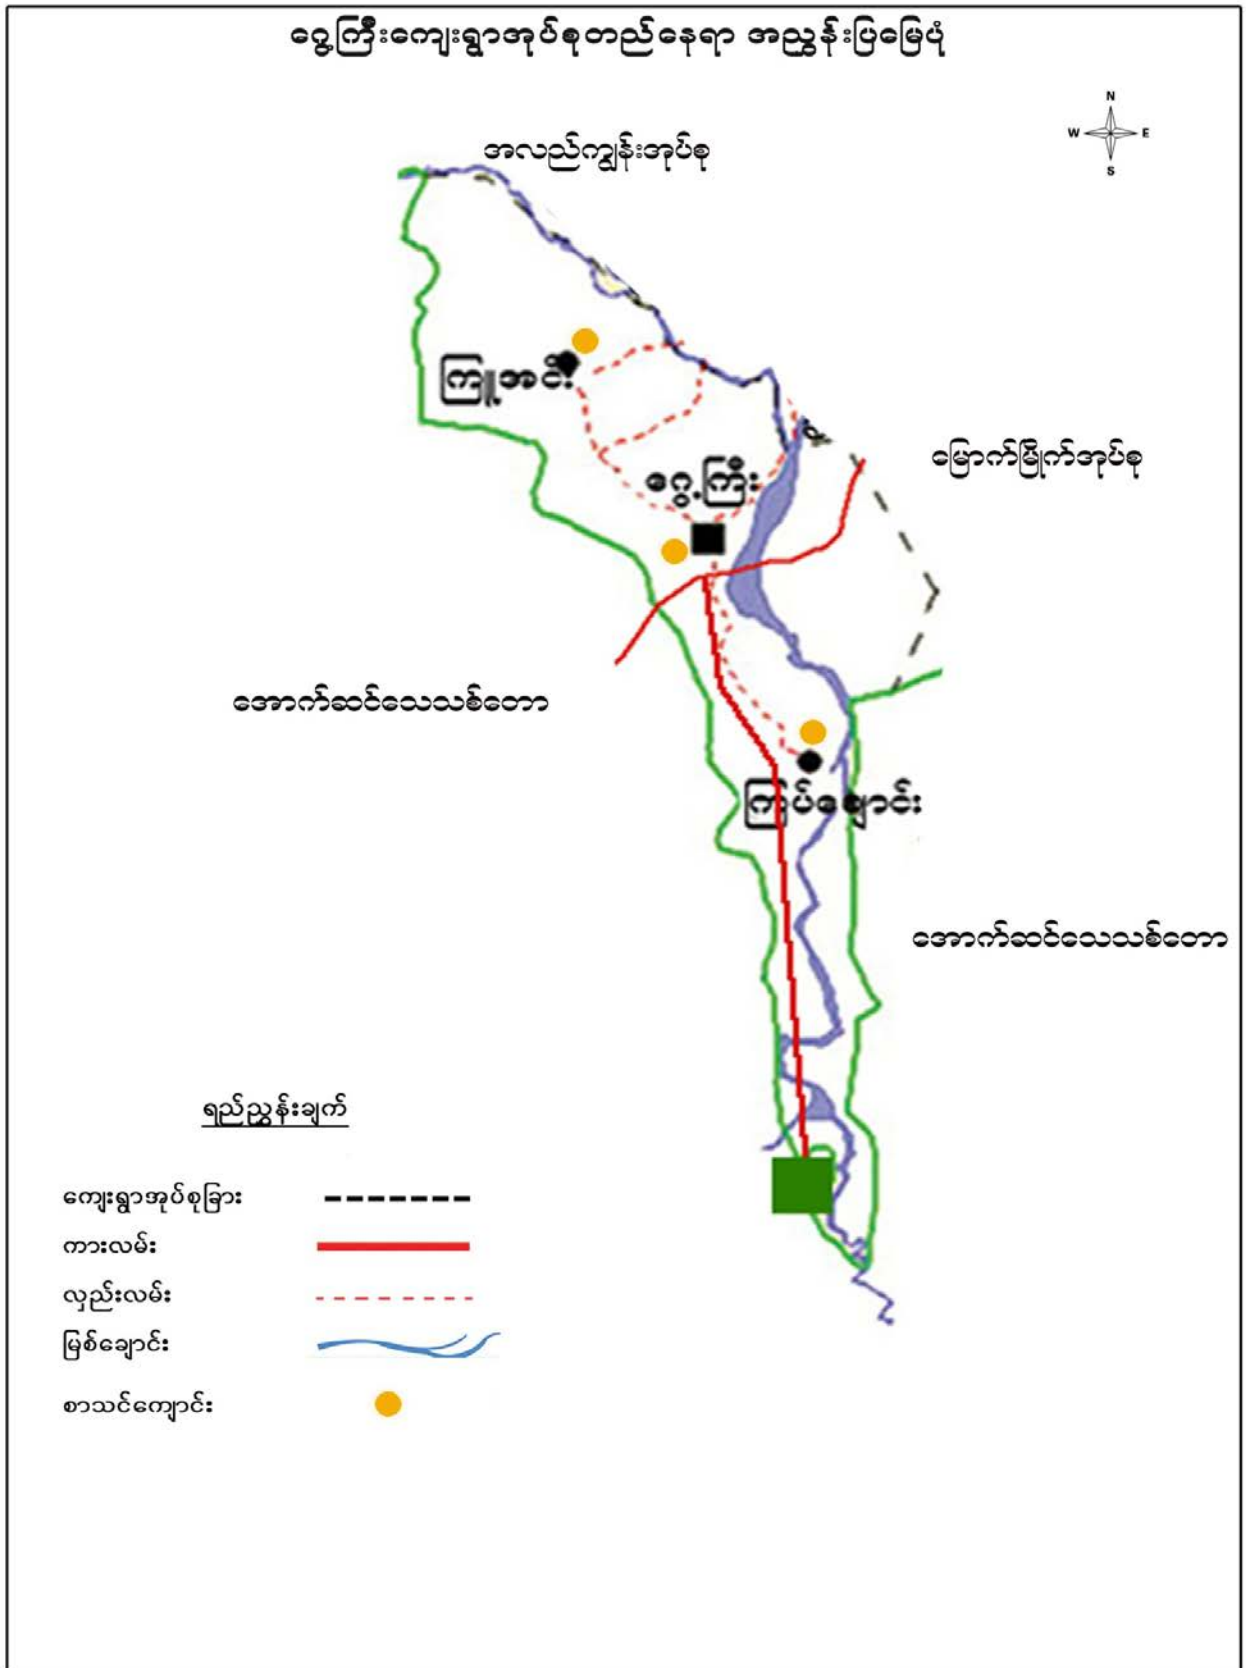 ဂွေ့ကြီးကျေးရွာအုပ်စုတည်နေရာ အညွှန်းပြမြေပုံ
N
W E
S
အလည်ကျွန်းအုပ်စု
ကြူအင်း
မြောက်မြိုက်အုပ်စု
ဂွေ့ကြီး
အောက်ဆင်သေသစ်တော
ကြပ်ချောင်း
အောက်ဆင်သေသစ်တော
ရည်ညွှန်းချက်
ကျေးရွာအုပ်စုခြား
ကားလမ်း
လှည်းလမ်း
မြစ်ချောင်း
စာသင်ကျောင်း